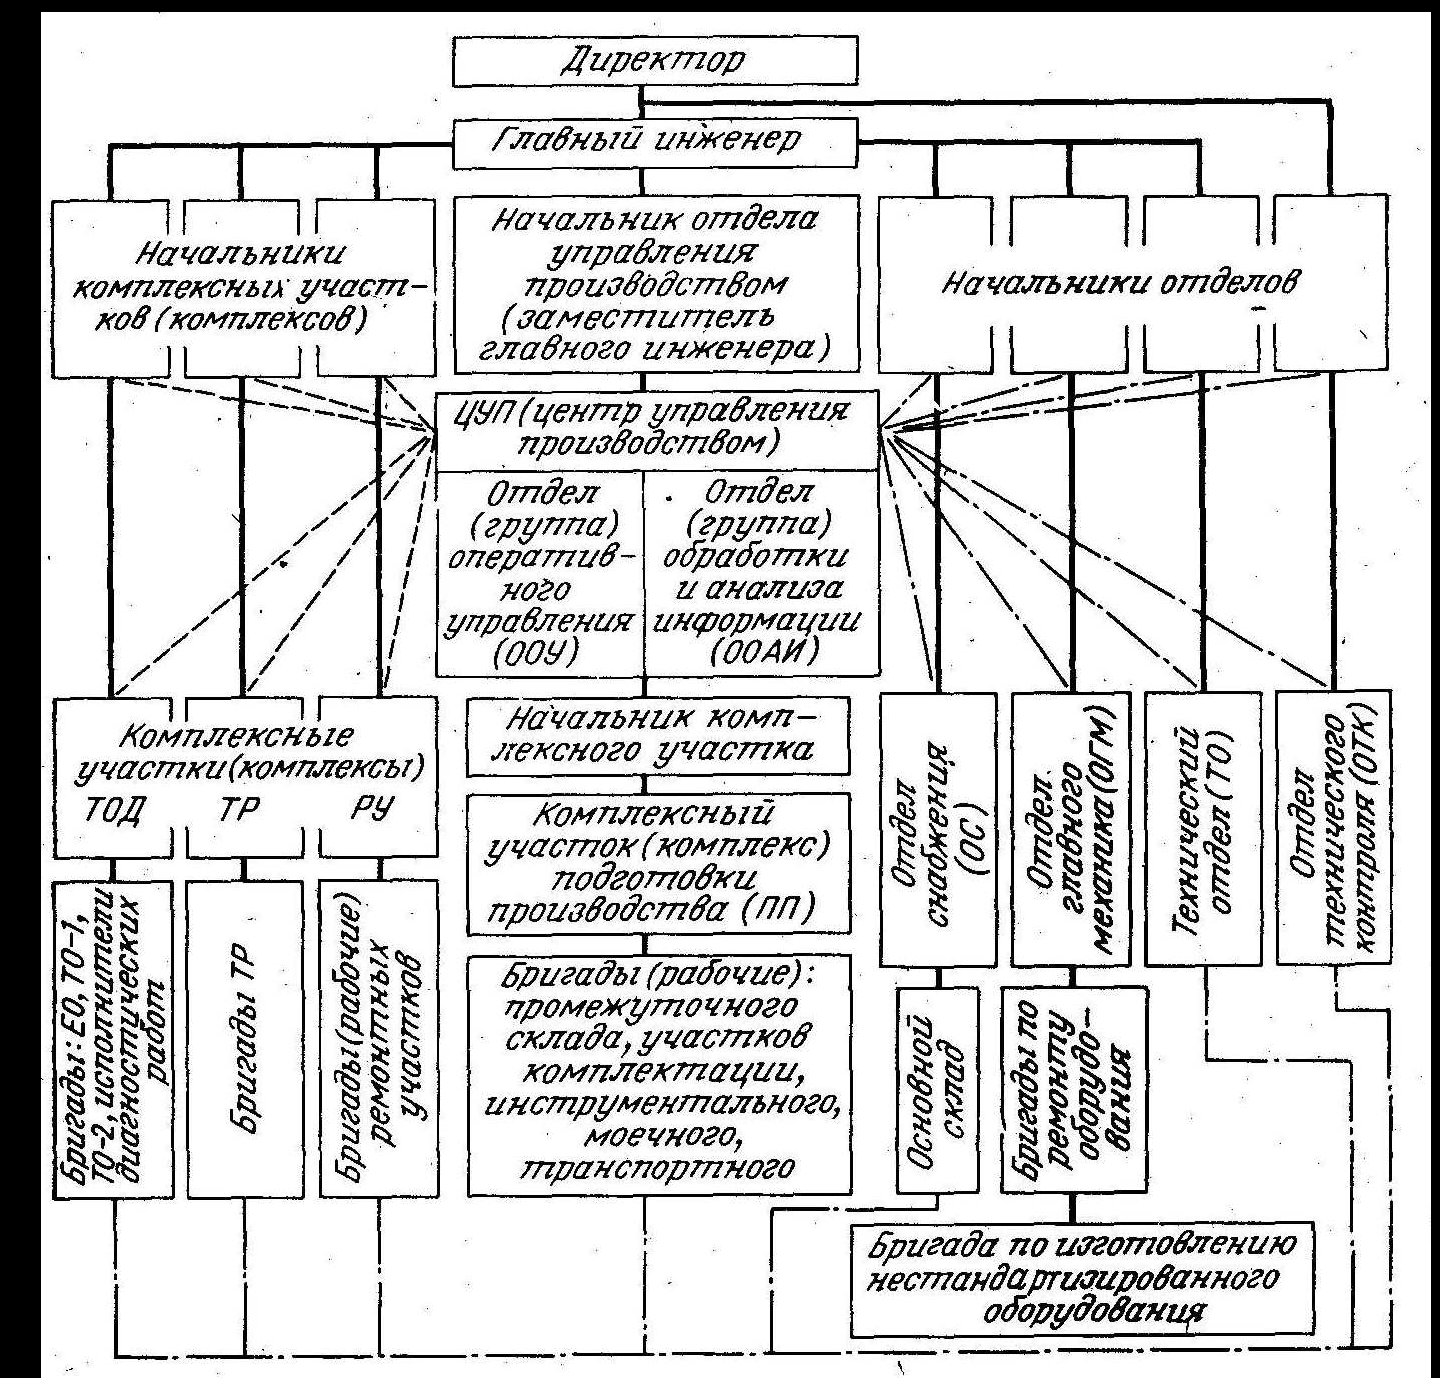 Директор
Главный инженер
Начальники
комплексных участ-
ков (комплексов)
Начальник отдела
управления
производством
(заместитель
главного инженера)
Начальники отделов
ЦУП (центр управления
производством)
Отдел
(группа)
оператив-
ного
управления
(ООУ)
Отдел
(группа)
обработки
и анализа
информации
(ООАИ)
Комплексные
участки (комплексы)
ТОД ТР РУ
Начальник комп-
лексного участка
Комплексный
участок (комплекс)
подготовки
производства (ПП)
Бригады (рабочие):
промежуточного
склада, участков
комплектации,
инструментального,
моечного,
транспортного
Отдел
снабжения
(ОС)
Отдел
главного
механика (ОГМ)
Технический
отдел (ТО)
Отдел
технического
контроля (ОТК)
Бригады: ЕО, ТО-1,
ТО-2, исполнители
диагностических
работ
Бригады ТР
Бригады (рабочие)
ремонтных
участков
Основной
склад
Бригады по
ремонту
оборудо-
вания
Бригада по изготовлению
нестандартизированного
оборудования